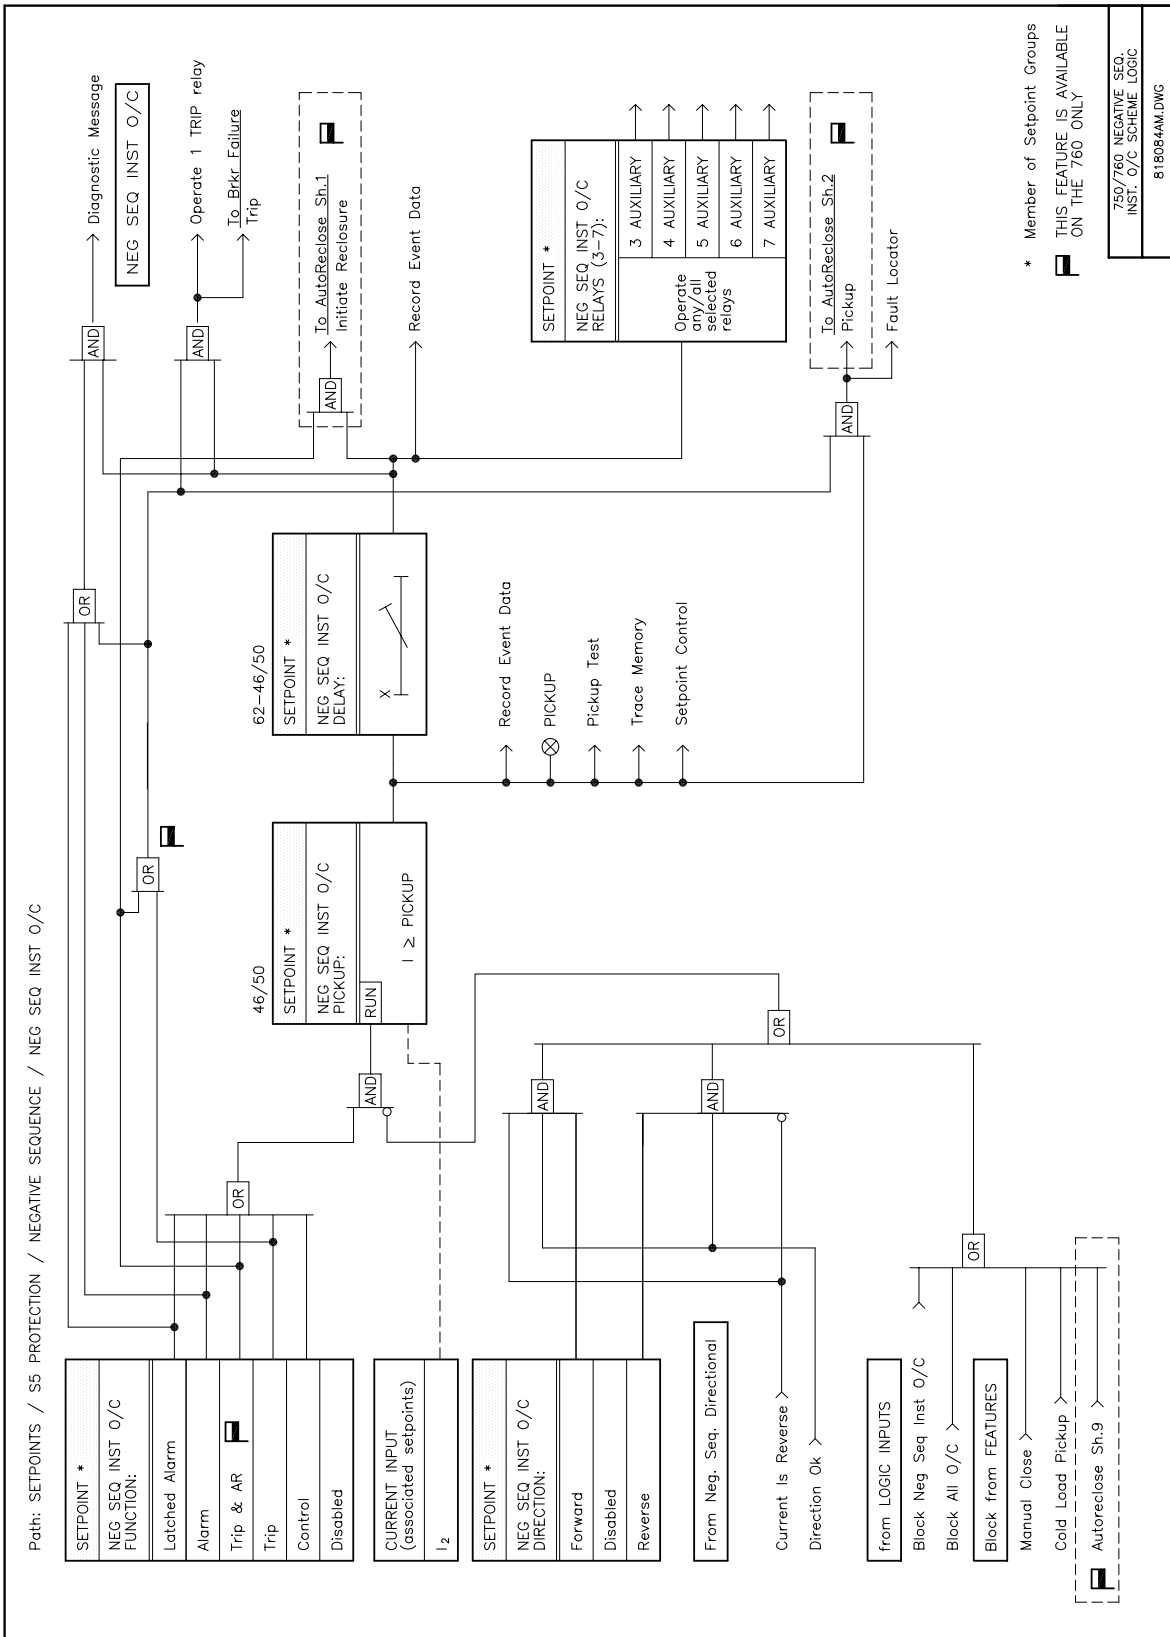 Path: SETPOINTS / S5 PROTECTION / NEGATIVE SEQUENCE / NEG SEQ INST O/C
SETPOINT *
NEG SEQ INST O/C
FUNCTION:
Latched Alarm
Alarm
Trip & AR
Trip
Control
Disabled
CURRENT INPUT
(associated setpoints)
I2
SETPOINT *
NEG SEQ INST O/C
DIRECTION:
Forward
Disabled
Reverse
From Neg. Seq. Directional
Current Is Reverse
Direction Ok
from LOGIC INPUTS
Block Neg Seq Inst O/C
Block All O/C
Block from FEATURES
Manual Close
Cold Load Pickup
Autoreclose Sh.9
OR
AND
AND
AND
OR
OR
46/50
SETPOINT *
NEG SEQ INST O/C
PICKUP:
RUN
I ≥ PICKUP
OR
OR
62-46/50
SETPOINT *
NEG SEQ INST O/C
DELAY:
X
Record Event Data
PICKUP
Pickup Test
Trace Memory
Setpoint Control
AND
AND
AND
AND
Diagnostic Message
NEG SEQ INST O/C
Operate 1 TRIP relay
To Brkr Failure
Trip
To AutoReclose Sh.1
Initiate Reclosure
Record Event Data
SETPOINT *
NEG SEQ INST O/C
RELAYS (3-7):
Operate
any/all
selected
relays
3 AUXILIARY
4 AUXILIARY
5 AUXILIARY
6 AUXILIARY
7 AUXILIARY
To AutoReclose Sh.2
Pickup
Fault Locator
* Member of Setpoint Groups
THIS FEATURE IS AVAILABLE
ON THE 760 ONLY
750/760 NEGATIVE SEQ.
INST. O/C SCHEME LOGIC
818084AM.DWG